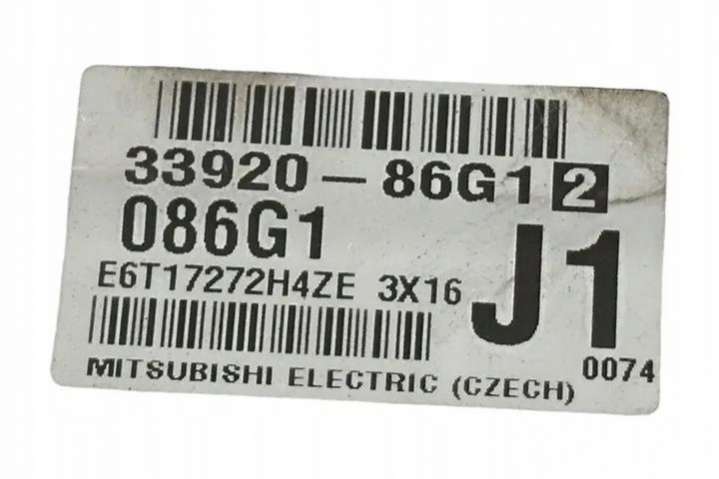 33920-86G1 2
086G1
J1
E6T17272H4ZE 3X16
0074
MITSUBISHI ELECTRIC (CZECH)